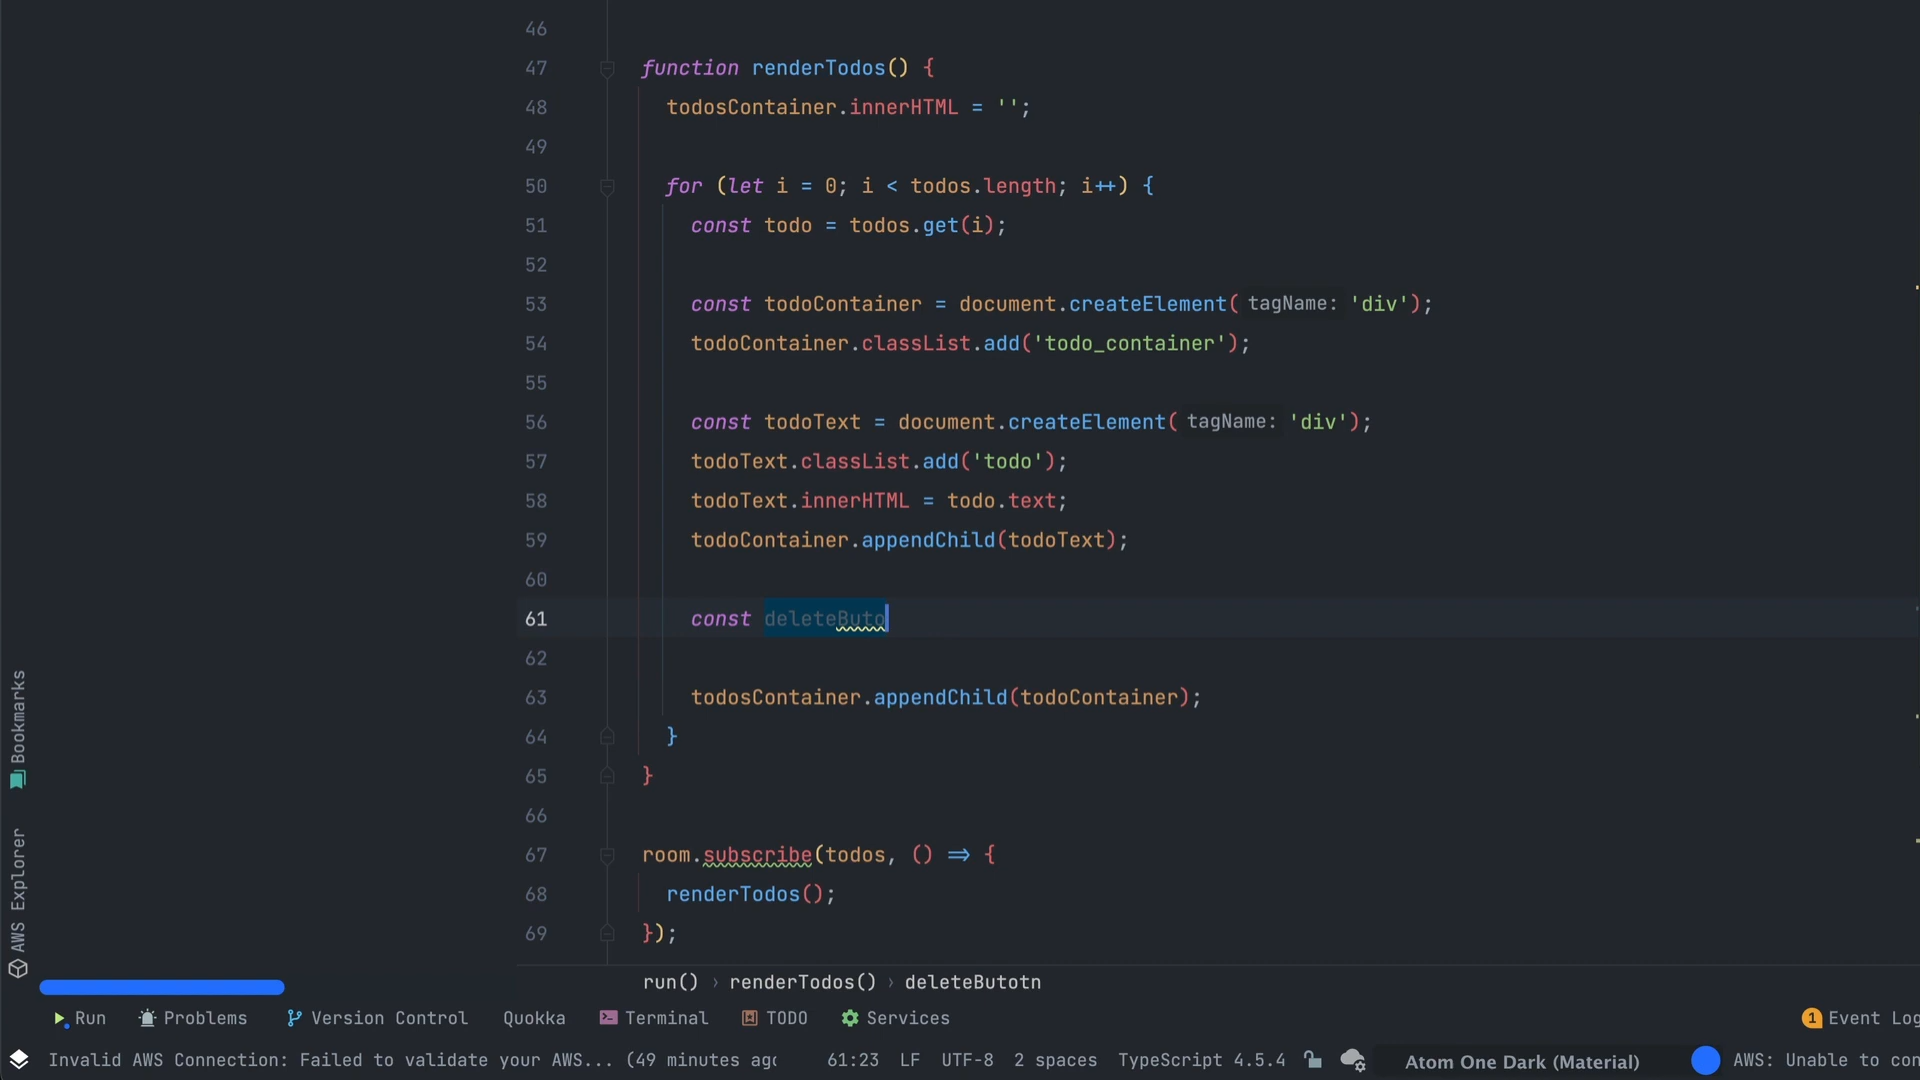 46
47 function renderTodos() {
48 todosContainer.innerHTML = '';
49
50 for (let i = 0; i < todos.length; i++) {
51 const todo = todos.get(i);
52
53 const todoContainer = document.createElement( tagName: 'div');
54 todoContainer.classList.add('todo_container');
55
56 const todoText = document.createElement( tagName: 'div');
57 todoText.classList.add('todo');
58 todoText.innerHTML = todo.text;
59 todoContainer.appendChild(todoText);
60
61 const deleteButo
62
63 todosContainer.appendChild(todoContainer);
64 }
65 }
66
67 room.subscribe(todos, () => {
68 renderTodos();
69 });
Bookmarks
AWS Explorer
run() › renderTodos() › deleteButotn
Run Problems Version Control Quokka Terminal TODO Services 1 Event Log
Invalid AWS Connection: Failed to validate your AWS... (49 minutes ago 61:23 LF UTF-8 2 spaces TypeScript 4.5.4 Atom One Dark (Material) AWS: Unable to con